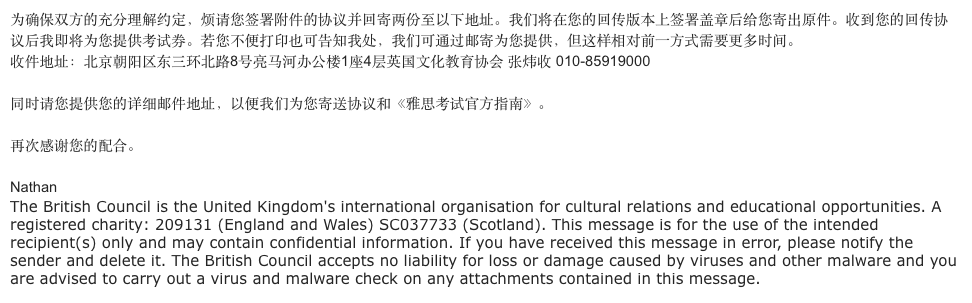 为确保双方的充分理解约定，烦请您签署附件的协议并回寄两份至以下地址。我们将在您的回传版本上签署盖章后给您寄出原件。收到您的回传协
议后我即将为您提供考试券。若您不便打印也可告知我处，我们可通过邮寄为您提供，但这样相对前一方式需要更多时间。
收件地址：北京朝阳区东三环北路8号亮马河办公楼1座4层英国文化教育协会 张炜收 010-85919000
同时请您提供您的详细邮件地址，以便我们为您寄送协议和《雅思考试官方指南》。
再次感谢您的配合。
Nathan
The British Council is the United Kingdom's international organisation for cultural relations and educational opportunities. A
registered charity: 209131 (England and Wales) SC037733 (Scotland). This message is for the use of the intended
recipient(s) only and may contain confidential information. If you have received this message in error, please notify the
sender and delete it. The British Council accepts no liability for loss or damage caused by viruses and other malware and you
are advised to carry out a virus and malware check on any attachments contained in this message.